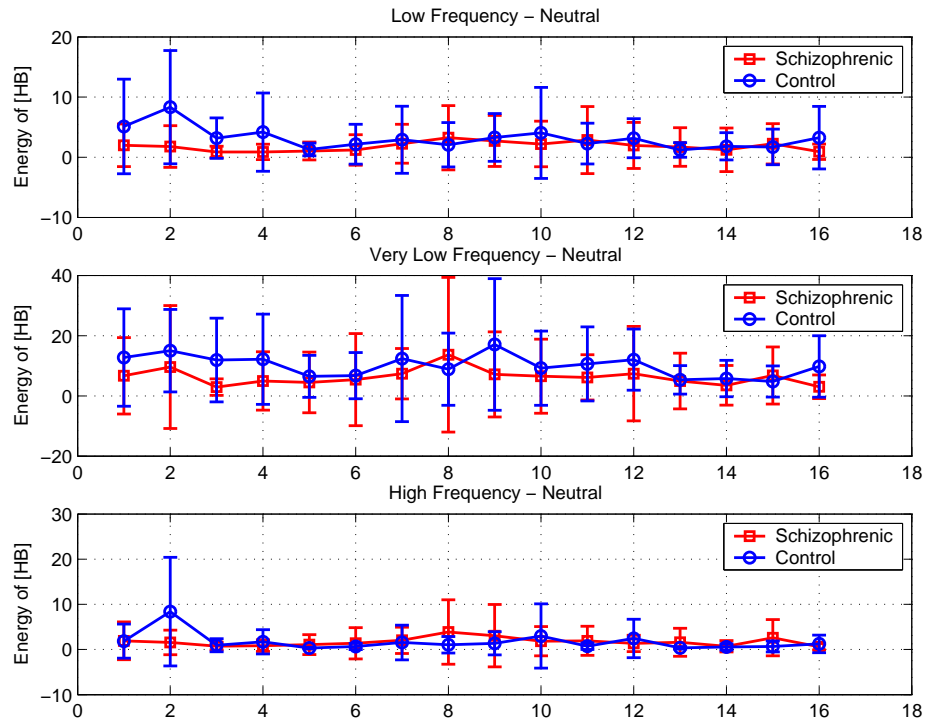 Low Frequency − Neutral
20
10
0
−10
Energy of [HB]
Schizophrenic
Control
0 2 4 6 8 10 12 14 16 18
Very Low Frequency − Neutral
40
20
0
−20
Energy of [HB]
Schizophrenic
Control
0 2 4 6 8 10 12 14 16 18
High Frequency − Neutral
30
20
10
0
−10
Energy of [HB]
Schizophrenic
Control
0 2 4 6 8 10 12 14 16 18